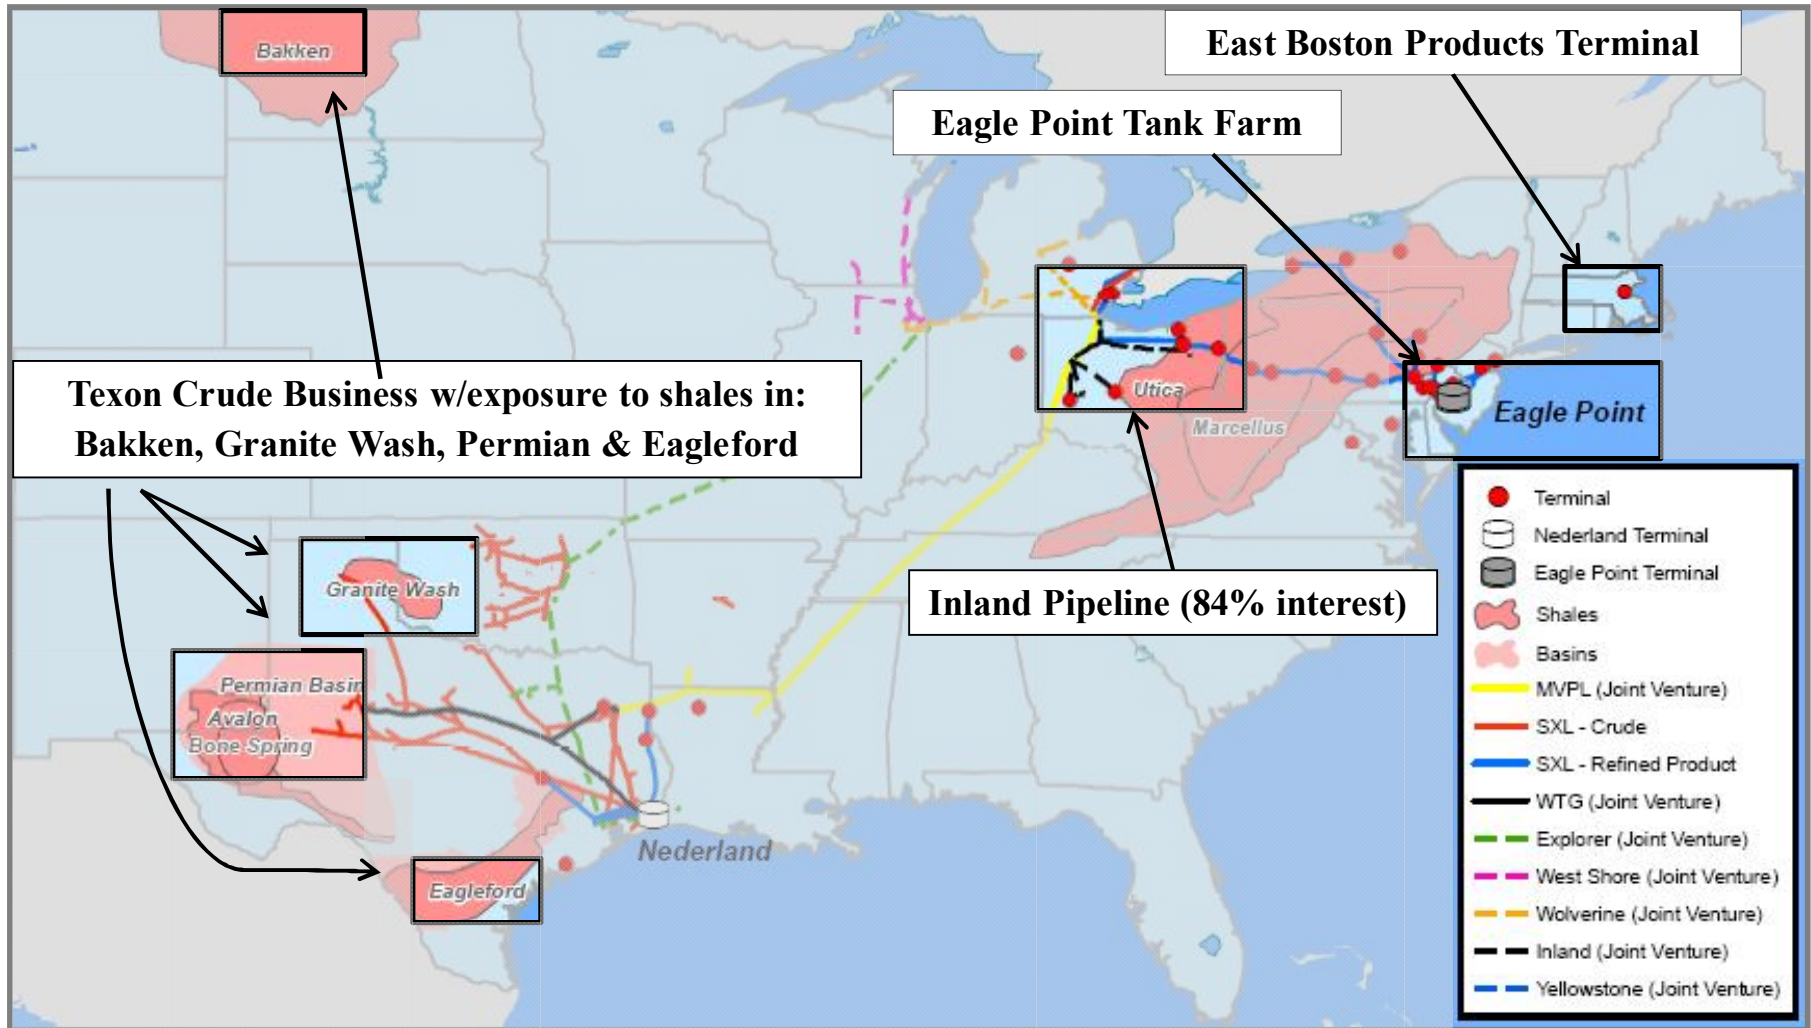 Bakken
East Boston Products Terminal
Eagle Point Tank Farm
Texon Crude Business w/exposure to shales in:
Bakken, Granite Wash, Permian & Eagleford
Utica
Marcellus
Eagle Point
Inland Pipeline (84% interest)
Granite Wash
Permian Basin
Avalon
Bone Spring
Nederland
Eagleford
Terminal
Nederland Terminal
Eagle Point Terminal
Shales
Basins
MVPL (Joint Venture)
SXL - Crude
SXL - Refined Product
WTG (Joint Venture)
Explorer (Joint Venture)
West Shore (Joint Venture)
Wolverine (Joint Venture)
Inland (Joint Venture)
Yellowstone (Joint Venture)